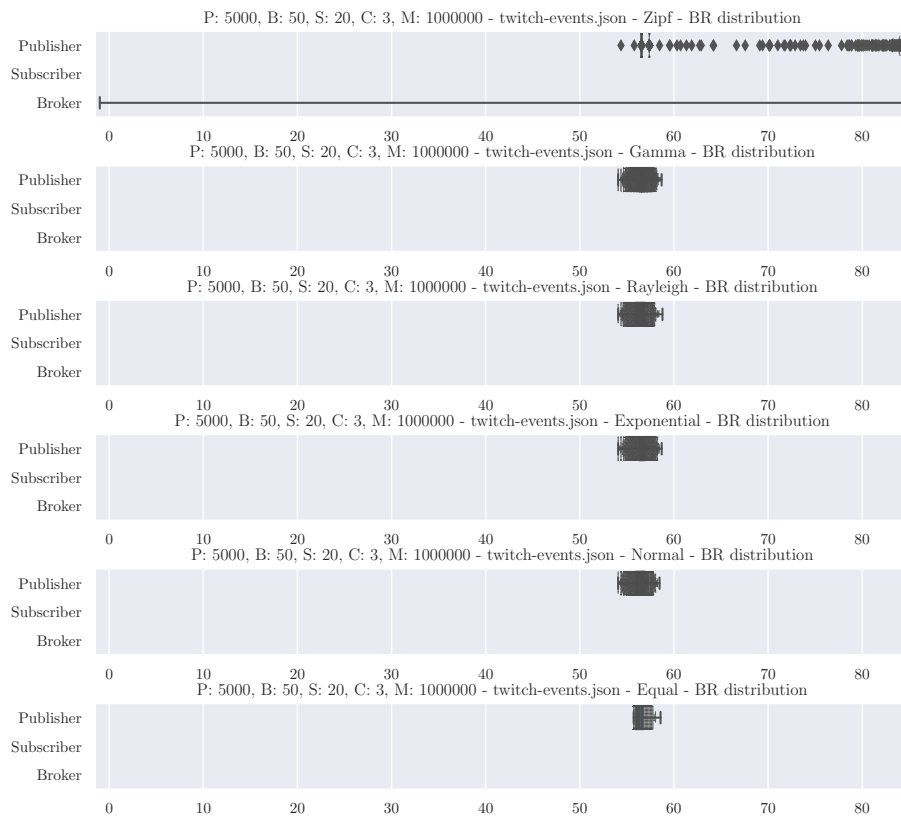 P: 5000, B: 50, S: 20, C: 3, M: 1000000 - twitch-events.json - Zipf - BR distribution
Publisher
Subscriber
Broker
0 10 20 30 40 50 60 70 80
P: 5000, B: 50, S: 20, C: 3, M: 1000000 - twitch-events.json - Gamma - BR distribution
Publisher
Subscriber
Broker
0 10 20 30 40 50 60 70 80
P: 5000, B: 50, S: 20, C: 3, M: 1000000 - twitch-events.json - Rayleigh - BR distribution
Publisher
Subscriber
Broker
0 10 20 30 40 50 60 70 80
P: 5000, B: 50, S: 20, C: 3, M: 1000000 - twitch-events.json - Exponential - BR distribution
Publisher
Subscriber
Broker
0 10 20 30 40 50 60 70 80
P: 5000, B: 50, S: 20, C: 3, M: 1000000 - twitch-events.json - Normal - BR distribution
Publisher
Subscriber
Broker
0 10 20 30 40 50 60 70 80
P: 5000, B: 50, S: 20, C: 3, M: 1000000 - twitch-events.json - Equal - BR distribution
Publisher
Subscriber
Broker
0 10 20 30 40 50 60 70 80